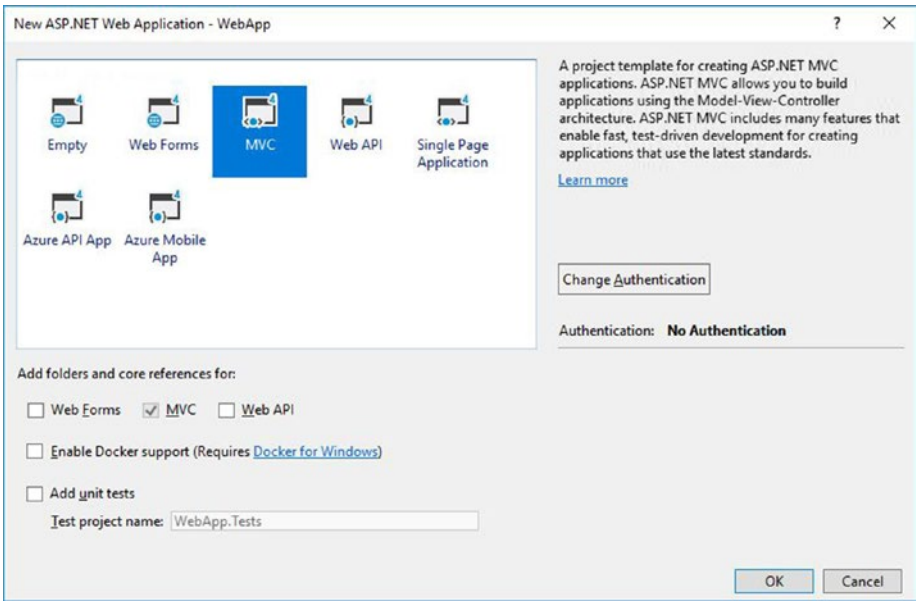 New ASP.NET Web Application - WebApp
? ×
Empty
Web Forms
MVC
Web API
Single Page
Application
Azure API App
Azure Mobile
App
A project template for creating ASP.NET MVC
applications. ASP.NET MVC allows you to build
applications using the Model-View-Controller
architecture. ASP.NET MVC includes many features that
enable fast, test-driven development for creating
applications that use the latest standards.
Learn more
Change Authentication
Authentication: No Authentication
Add folders and core references for:
Web Forms MVC Web API
Enable Docker support (Requires Docker for Windows)
Add unit tests
Test project name: WebApp.Tests
OK Cancel